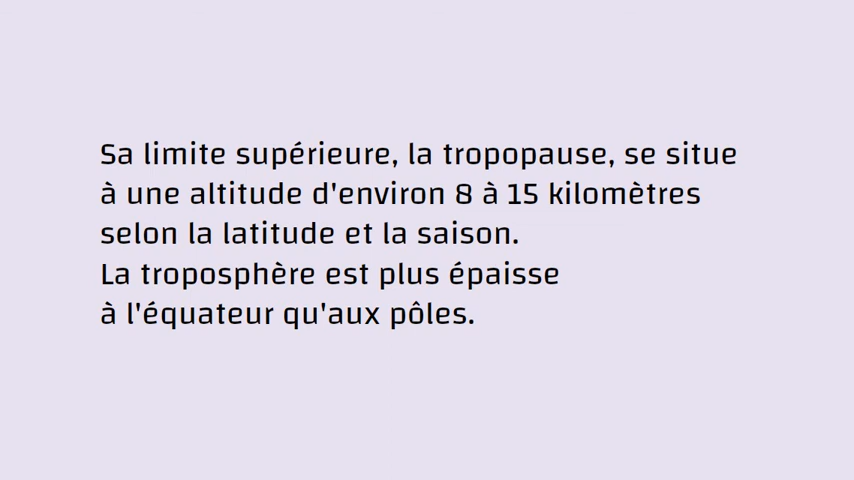 Sa limite supérieure, la tropopause, se situe
à une altitude d'environ 8 à 15 kilomètres
selon la latitude et la saison.
La troposphère est plus épaisse
à l'équateur qu'aux pôles.